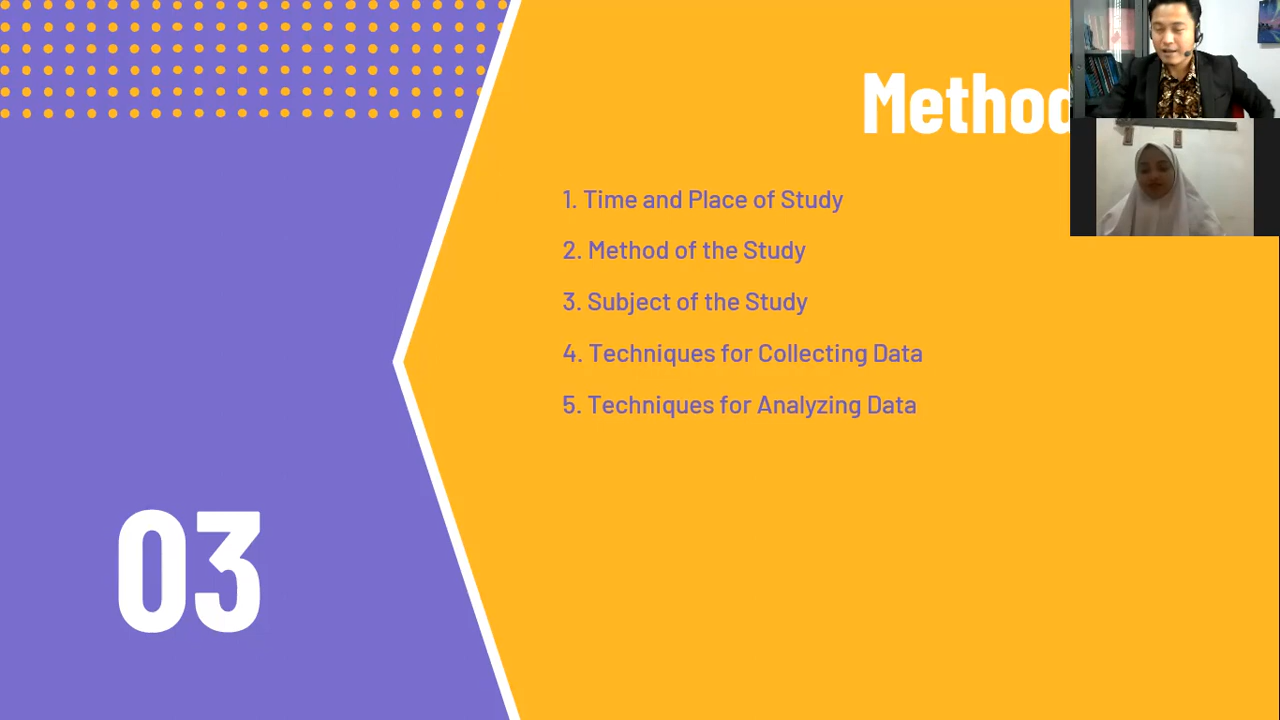 Method
1. Time and Place of Study
2. Method of the Study
3. Subject of the Study
4. Techniques for Collecting Data
5. Techniques for Analyzing Data
03